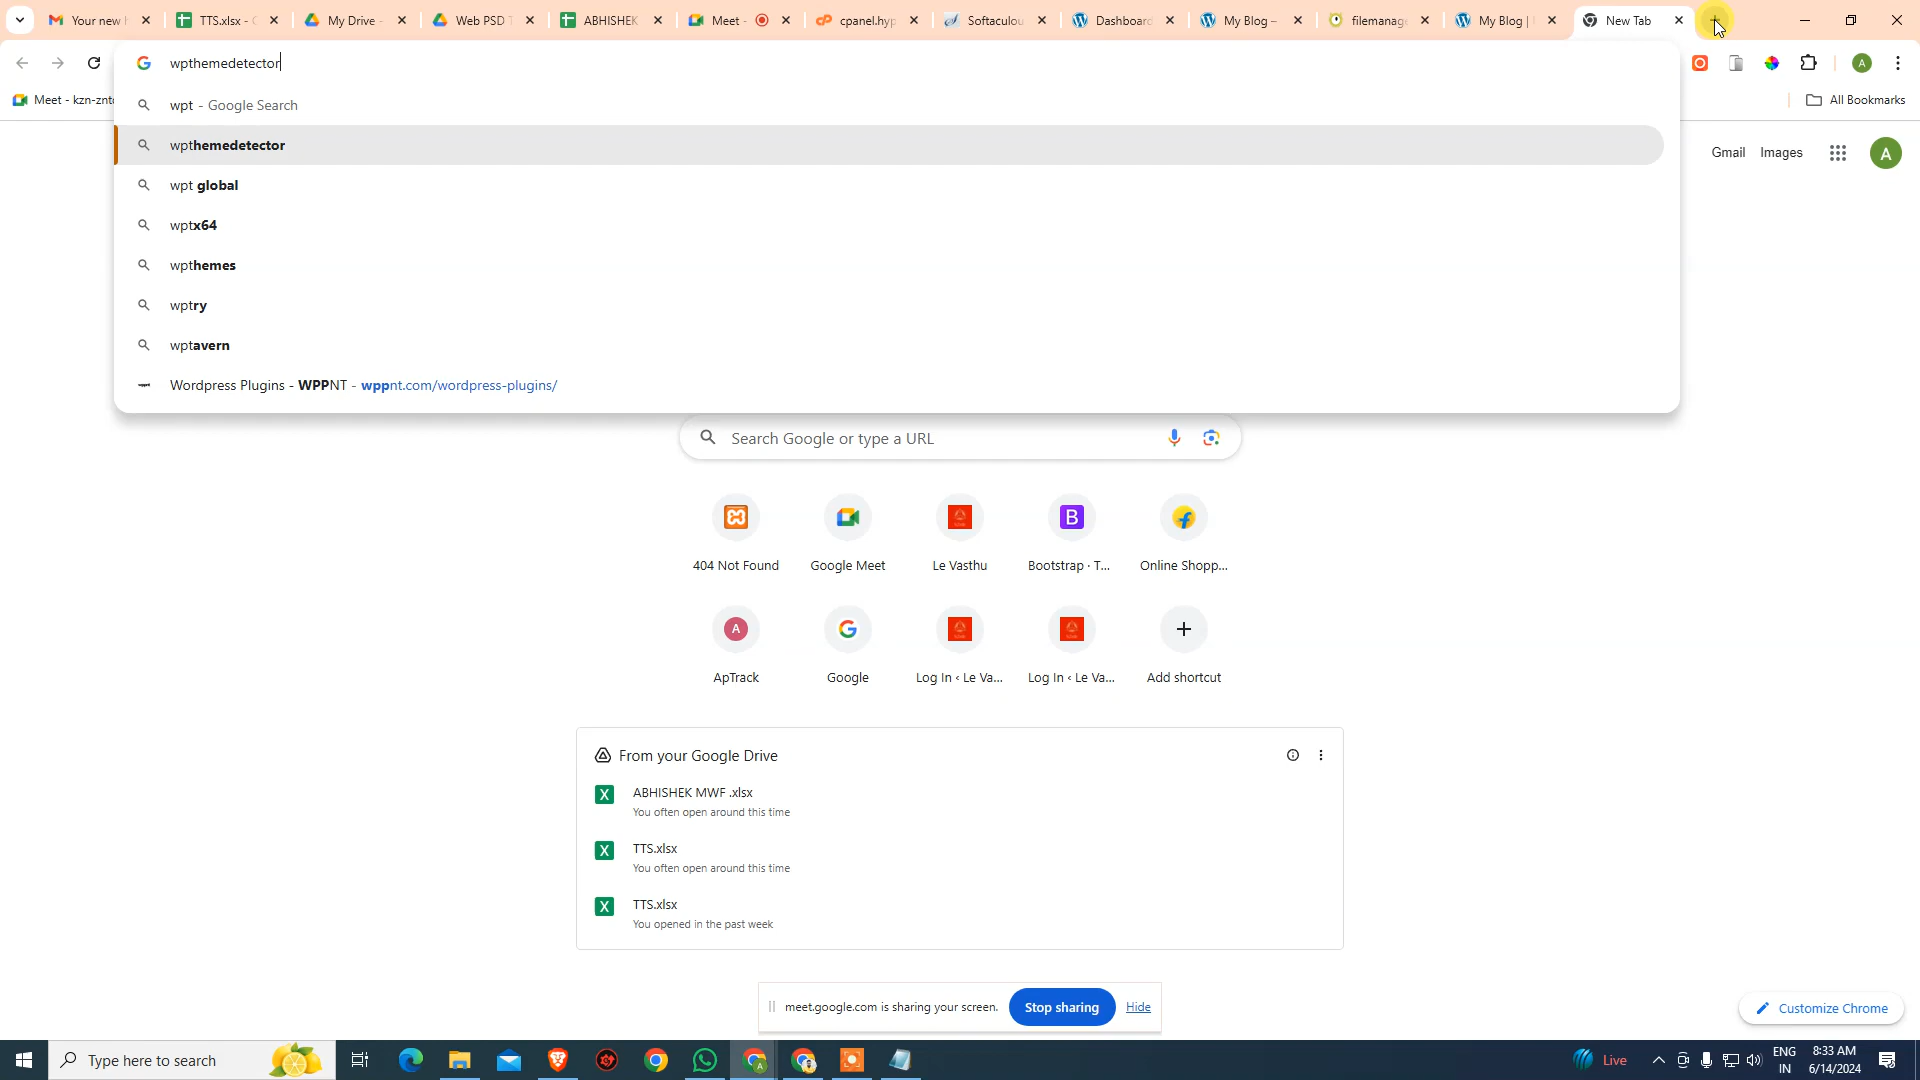 Your new h
TTS.xlsx - G
My Drive -
Web PSD T
ABHISHEK
Meet -
cpanel.hyp
Softaculou
Dashboard
My Blog –
filemanage
My Blog |
New Tab
wpthemedetector
Meet - kzn-zntd
All Bookmarks
wpt - Google Search
wpthemedetector
wpt global
wptx64
wpthemes
wptry
wptavern
Wordpress Plugins - WPPNT - wppnt.com/wordpress-plugins/
Gmail Images
A
Search Google or type a URL
404 Not Found
Google Meet
Le Vasthu
Bootstrap · T...
Online Shopp...
ApTrack
Google
Log In ‹ Le Va...
Log In ‹ Le Va...
Add shortcut
From your Google Drive
ABHISHEK MWF .xlsx
You often open around this time
TTS.xlsx
You often open around this time
TTS.xlsx
You opened in the past week
meet.google.com is sharing your screen.
Stop sharing
Hide
Customize Chrome
Type here to search
Live
ENG
IN
8:33 AM
6/14/2024